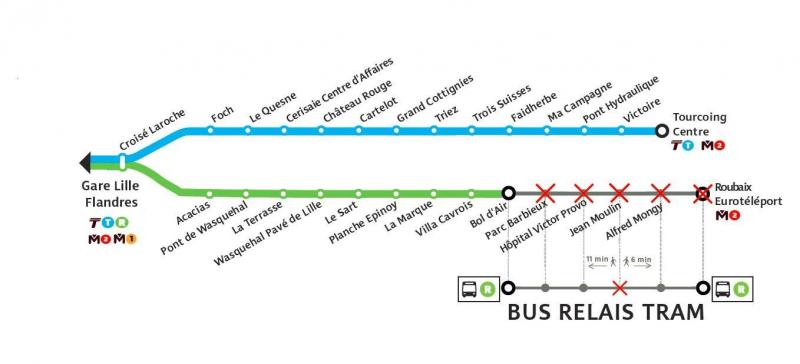 Croisé Laroche
Foch
Le Quesne
Cerisaie Centre d'Affaires
Château Rouge
Cartelot
Grand Cottignies
Triez
Trois Suisses
Faidherbe
Ma Campagne
Pont Hydraulique
Victoire
Tourcoing
Centre
T T M 2
Gare Lille
Flandres
T T R
M 2 M 1
Acacias
Pont de Wasquehal
La Terrasse
Wasquehal Pavé de Lille
Le Sart
Planche Epinoy
La Marque
Villa Cavrois
Bol d'Air
Parc Barbieux
Hôpital Victor Provo
Jean Moulin
Alfred Mongy
Roubaix
Eurotéléport
M 2
11 min
6 min
R
R
BUS RELAIS TRAM